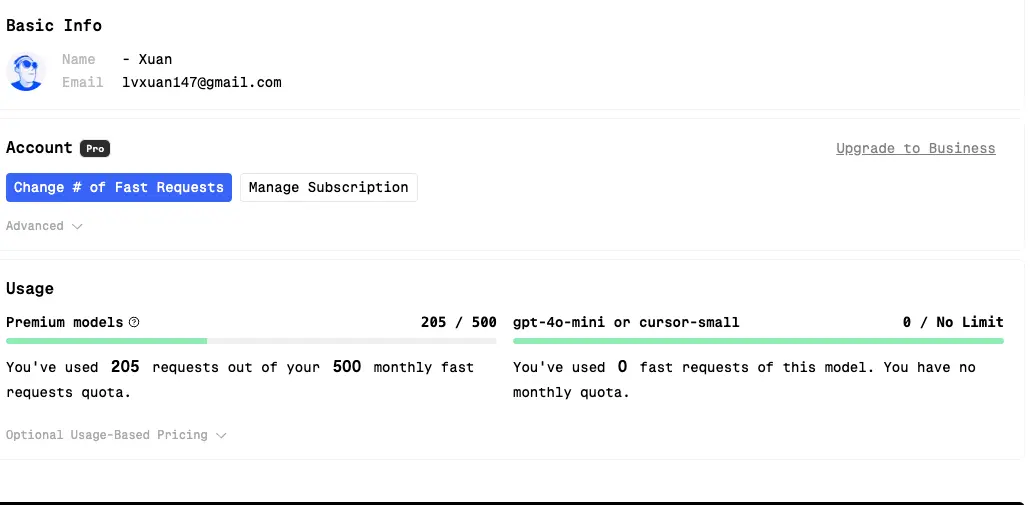 Basic Info
Name - Xuan
Email lvxuan147@gmail.com
Account Pro Upgrade to Business
Change # of Fast Requests Manage Subscription
Advanced
Usage
Premium models 205 / 500
You've used 205 requests out of your 500 monthly fast
requests quota.
gpt-4o-mini or cursor-small 0 / No Limit
You've used 0 fast requests of this model. You have no
monthly quota.
Optional Usage-Based Pricing